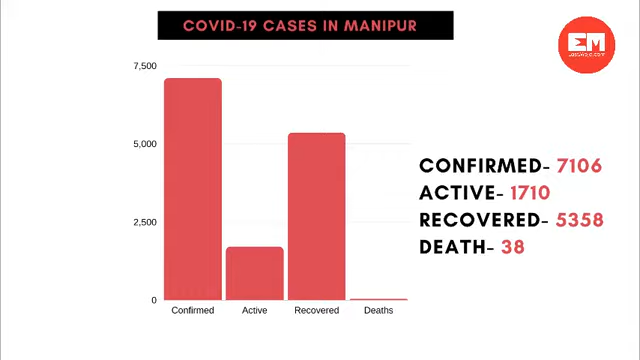 COVID-19 CASES IN MANIPUR
EM
7,500
5,000
2,500
0
Confirmed Active Recovered Deaths
CONFIRMED- 7106
ACTIVE- 1710
RECOVERED- 5358
DEATH- 38